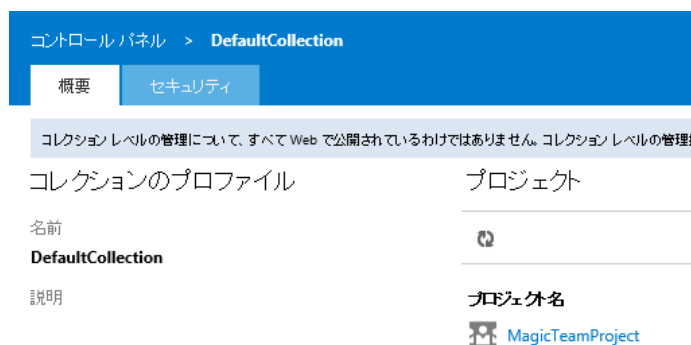 コントロール パネル > DefaultCollection
概要 セキュリティ
コレクション レベルの管理について、すべて Web で公開されているわけではありません。コレクション レベルの管理
コレクションのプロファイル
名前
DefaultCollection
説明
プロジェクト
プロジェクト名
MagicTeamProject